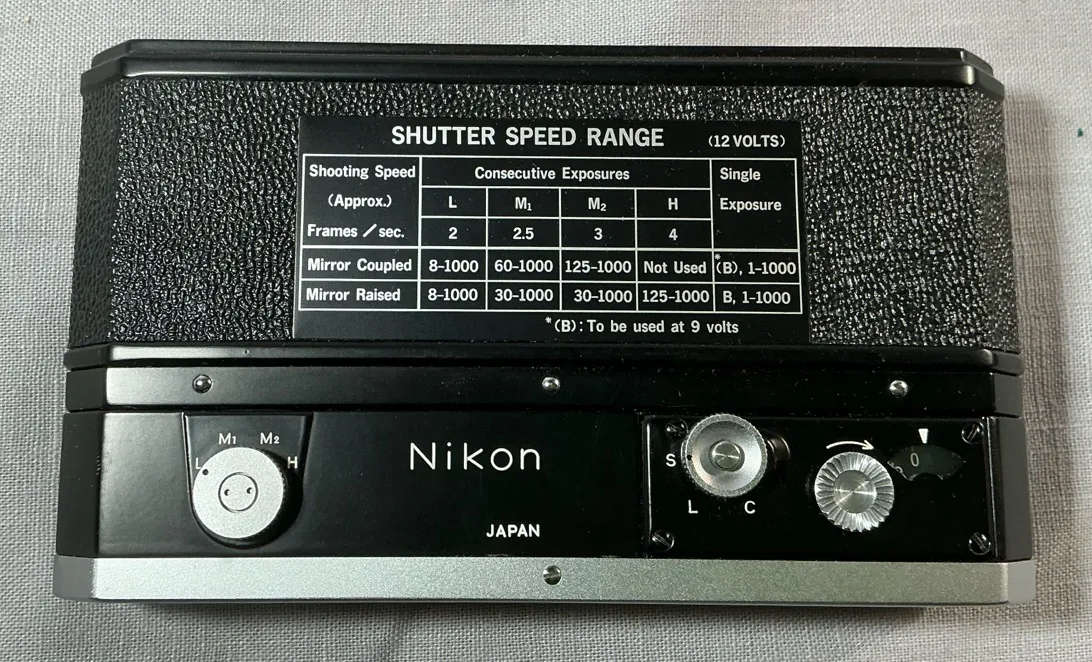 SHUTTER SPEED RANGE (12 VOLTS)
Shooting Speed Consecutive Exposures Single
(Approx.) L M₁ M₂ H Exposure
Frames / sec. 2 2.5 3 4
Mirror Coupled 8-1000 60-1000 125-1000 Not Used *(B), 1-1000
Mirror Raised 8-1000 30-1000 30-1000 125-1000 B, 1-1000
*(B): To be used at 9 volts
M₁ M₂
L H
Nikon
JAPAN
S
L C
0